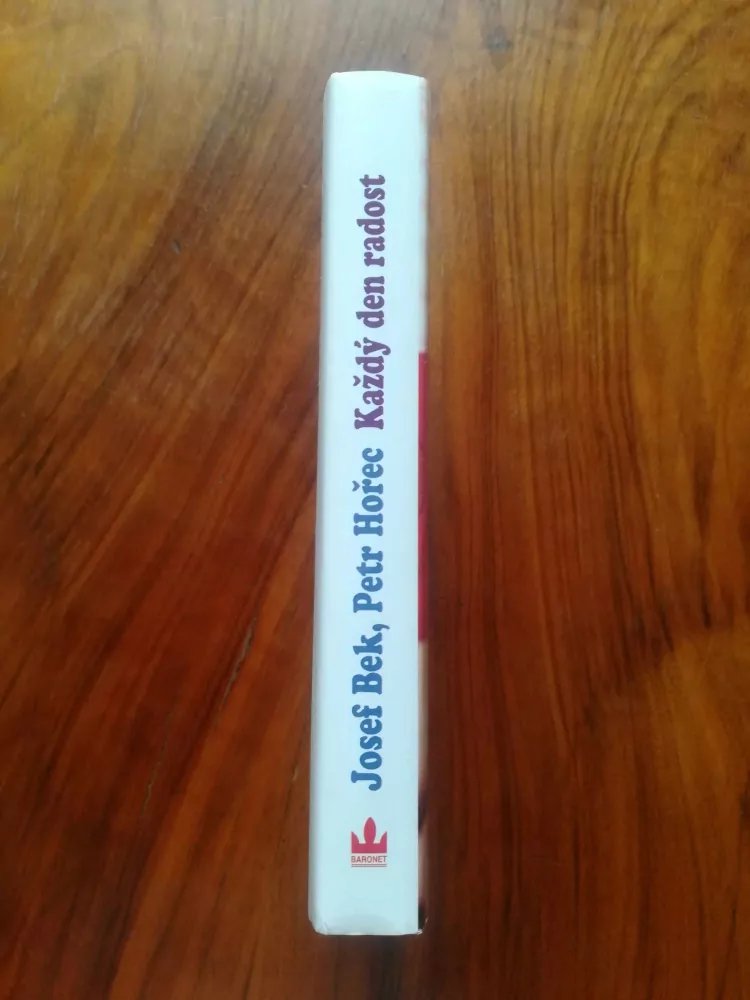 Josef Bek, Petr Hořec Každý den radost
BARONET